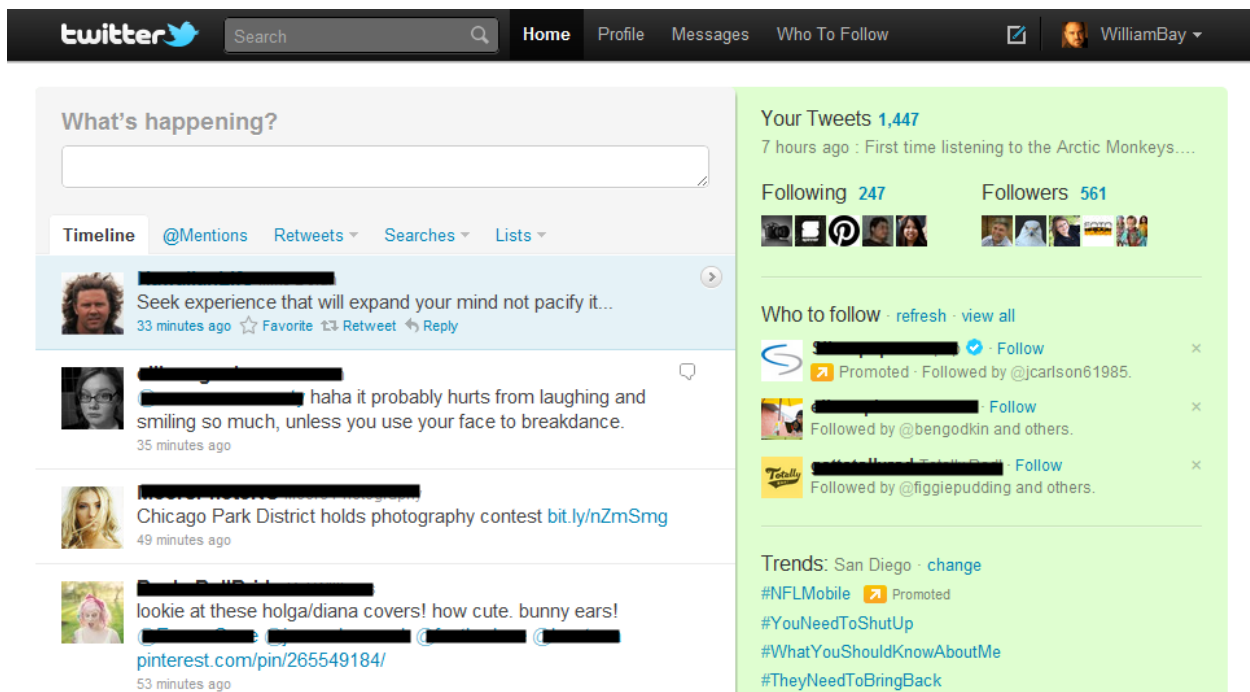 twitter
Search
Home Profile Messages Who To Follow
WilliamBay
What's happening?
Timeline @Mentions Retweets Searches Lists
Seek experience that will expand your mind not pacify it...
33 minutes ago Favorite Retweet Reply
haha it probably hurts from laughing and
smiling so much, unless you use your face to breakdance.
35 minutes ago
Chicago Park District holds photography contest bit.ly/nZmSmg
49 minutes ago
lookie at these holga/diana covers! how cute. bunny ears!
@ @ @ @
pinterest.com/pin/265549184/
53 minutes ago
Your Tweets 1,447
7 hours ago : First time listening to the Arctic Monkeys....
Following 247 Followers 561
Who to follow · refresh · view all
· Follow ×
Promoted · Followed by @jcarlson61985.
· Follow ×
Followed by @bengodkin and others.
Totally
· Follow ×
Followed by @figgiepudding and others.
Trends: San Diego · change
#NFLMobile Promoted
#YouNeedToShutUp
#WhatYouShouldKnowAboutMe
#TheyNeedToBringBack